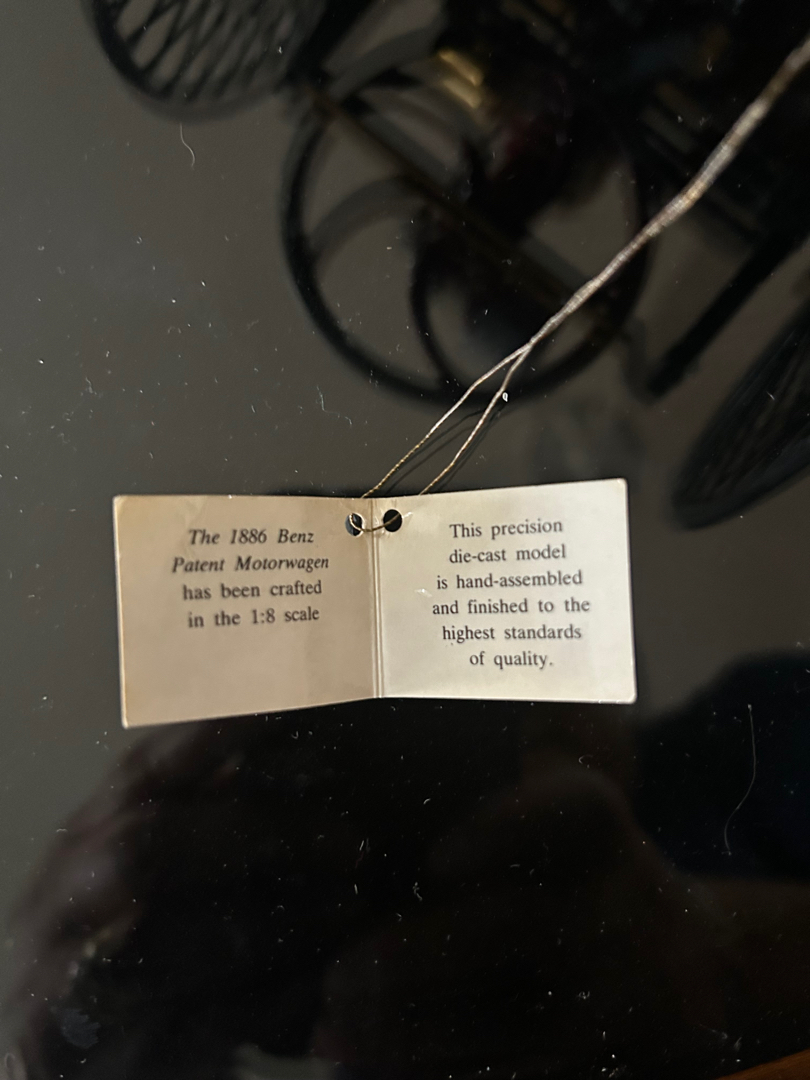 The 1886 Benz
Patent Motorwagen
has been crafted
in the 1:8 scale
This precision
die-cast model
is hand-assembled
and finished to the
highest standards
of quality.